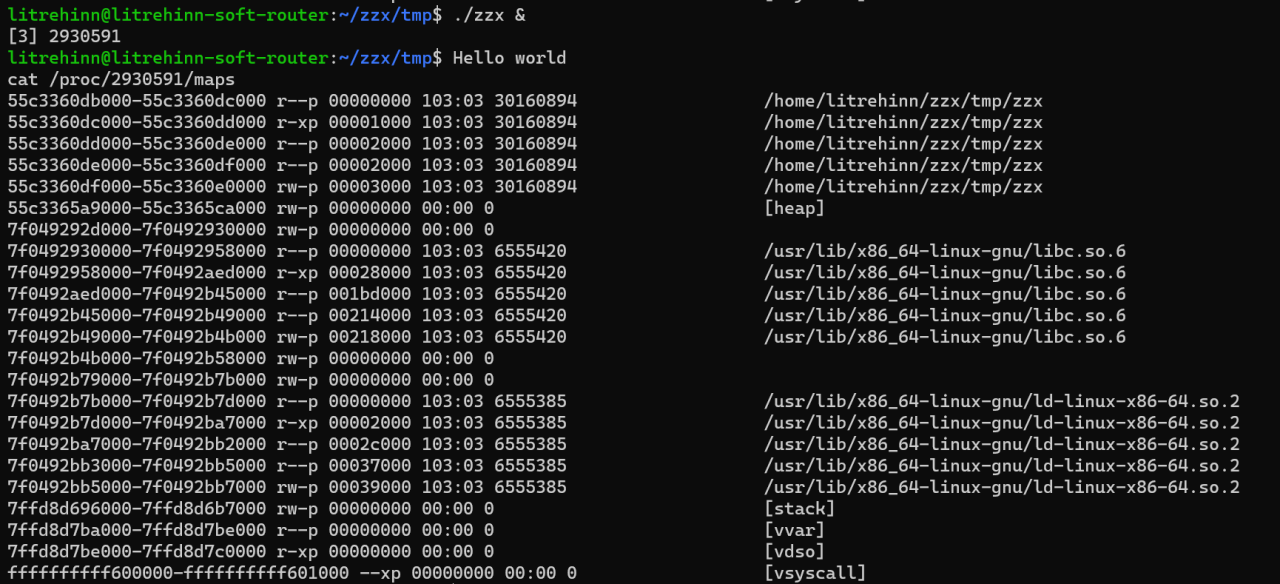 litrehinn@litrehinn-soft-router:~/zzx/tmp$ ./zzx &
[3] 2930591
litrehinn@litrehinn-soft-router:~/zzx/tmp$ Hello world
cat /proc/2930591/maps
55c3360db000-55c3360dc000 r--p 00000000 103:03 30160894 /home/litrehinn/zzx/tmp/zzx
55c3360dc000-55c3360dd000 r-xp 00001000 103:03 30160894 /home/litrehinn/zzx/tmp/zzx
55c3360dd000-55c3360de000 r--p 00002000 103:03 30160894 /home/litrehinn/zzx/tmp/zzx
55c3360de000-55c3360df000 r--p 00002000 103:03 30160894 /home/litrehinn/zzx/tmp/zzx
55c3360df000-55c3360e0000 rw-p 00003000 103:03 30160894 /home/litrehinn/zzx/tmp/zzx
55c3365a9000-55c3365ca000 rw-p 00000000 00:00 0 [heap]
7f049292d000-7f0492930000 rw-p 00000000 00:00 0
7f0492930000-7f0492958000 r--p 00000000 103:03 6555420 /usr/lib/x86_64-linux-gnu/libc.so.6
7f0492958000-7f0492aed000 r-xp 00028000 103:03 6555420 /usr/lib/x86_64-linux-gnu/libc.so.6
7f0492aed000-7f0492b45000 r--p 001bd000 103:03 6555420 /usr/lib/x86_64-linux-gnu/libc.so.6
7f0492b45000-7f0492b49000 r--p 00214000 103:03 6555420 /usr/lib/x86_64-linux-gnu/libc.so.6
7f0492b49000-7f0492b4b000 rw-p 00218000 103:03 6555420 /usr/lib/x86_64-linux-gnu/libc.so.6
7f0492b4b000-7f0492b58000 rw-p 00000000 00:00 0
7f0492b79000-7f0492b7b000 rw-p 00000000 00:00 0
7f0492b7b000-7f0492b7d000 r--p 00000000 103:03 6555385 /usr/lib/x86_64-linux-gnu/ld-linux-x86-64.so.2
7f0492b7d000-7f0492ba7000 r-xp 00002000 103:03 6555385 /usr/lib/x86_64-linux-gnu/ld-linux-x86-64.so.2
7f0492ba7000-7f0492bb2000 r--p 0002c000 103:03 6555385 /usr/lib/x86_64-linux-gnu/ld-linux-x86-64.so.2
7f0492bb3000-7f0492bb5000 r--p 00037000 103:03 6555385 /usr/lib/x86_64-linux-gnu/ld-linux-x86-64.so.2
7f0492bb5000-7f0492bb7000 rw-p 00039000 103:03 6555385 /usr/lib/x86_64-linux-gnu/ld-linux-x86-64.so.2
7ffd8d696000-7ffd8d6b7000 rw-p 00000000 00:00 0 [stack]
7ffd8d7ba000-7ffd8d7be000 r--p 00000000 00:00 0 [vvar]
7ffd8d7be000-7ffd8d7c0000 r-xp 00000000 00:00 0 [vdso]
ffffffffff600000-ffffffffff601000 --xp 00000000 00:00 0 [vsyscall]